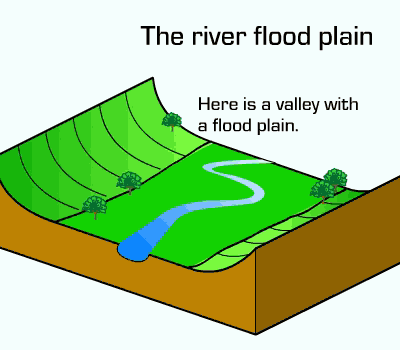 The river flood plain
Here is a valley with
a flood plain.